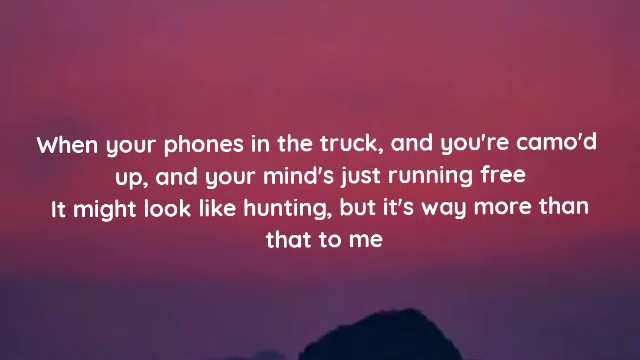 When your phones in the truck, and you're camo'd
up, and your mind's just running free
It might look like hunting, but it's way more than
that to me